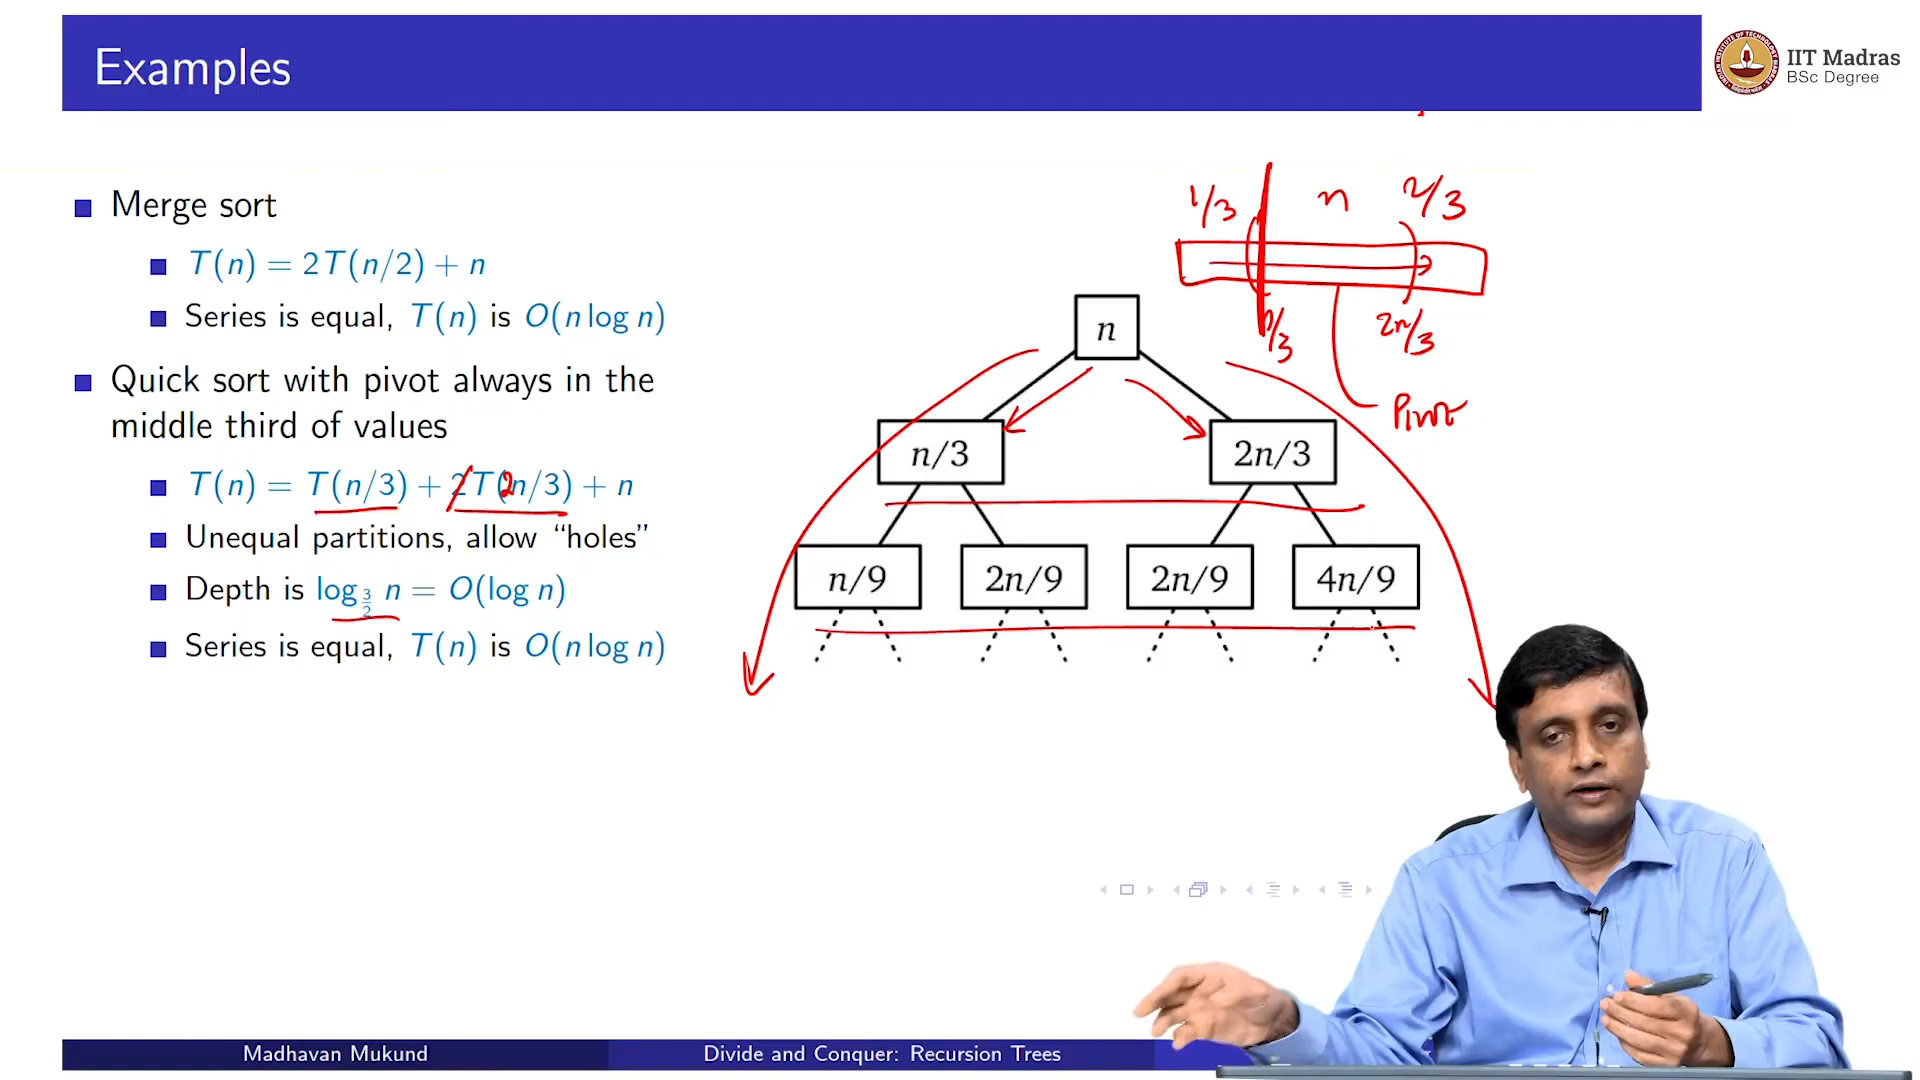 Examples
IIT Madras
BSc Degree
Merge sort
T(n) = 2T(n/2) + n
Series is equal, T(n) is O(n log n)
Quick sort with pivot always in the
middle third of values
T(n) = T(n/3) + 2T(2n/3) + n
Unequal partitions, allow “holes”
Depth is log 3/2 n = O(log n)
Series is equal, T(n) is O(n log n)
1/3 n 2/3
n/3 2n/3
Pivot
n
n/3 2n/3
n/9 2n/9 2n/9 4n/9
Madhavan Mukund Divide and Conquer: Recursion Trees